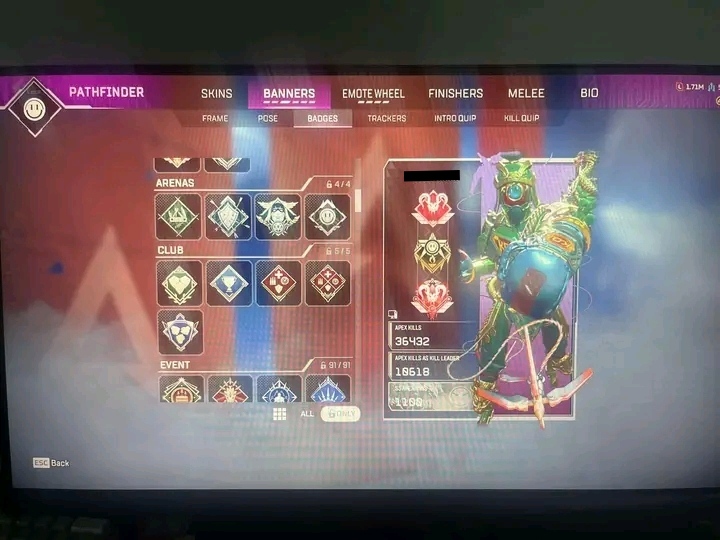 PATHFINDER
SKINS BANNERS EMOTE WHEEL FINISHERS MELEE BIO
1.71M
FRAME POSE BADGES TRACKERS INTRO QUIP KILL QUIP
ARENAS 4/4
CLUB 5/5
EVENT 91/91
APEX KILLS
36432
APEX KILLS AS KILL LEADER
10618
ALL ONLY
ESC Back